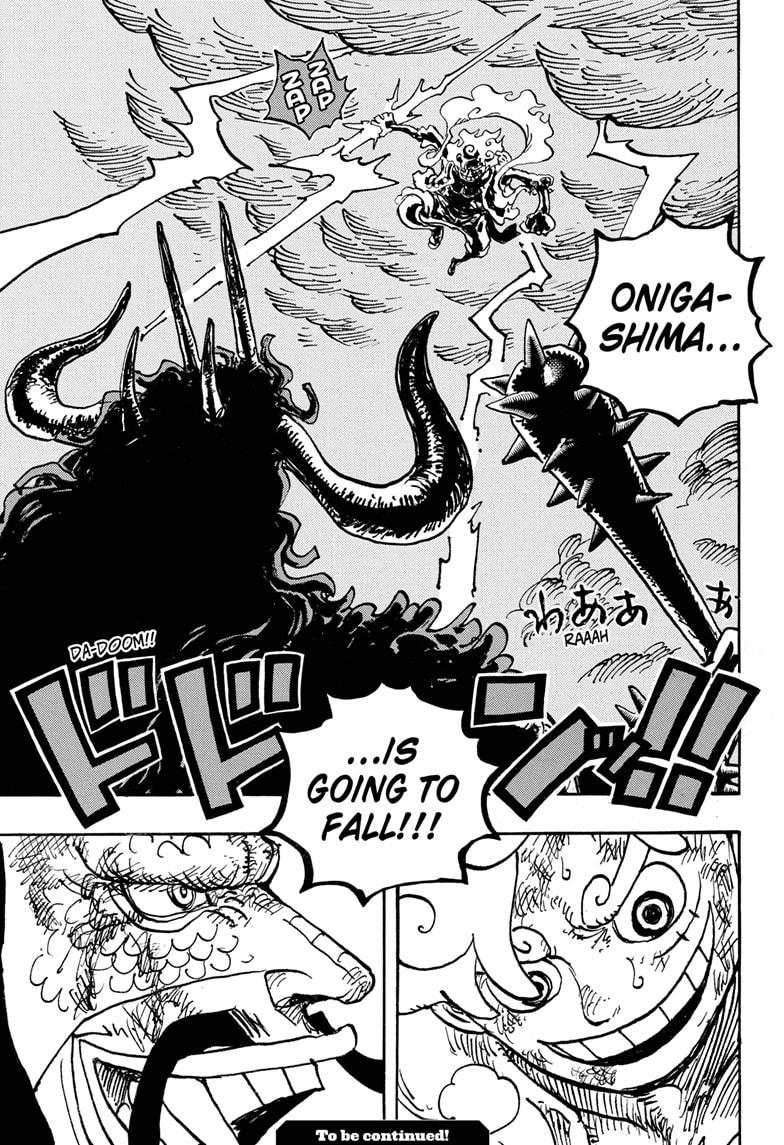 ZAP
ZAP
ONIGA-
SHIMA...
わあああ
RAAAH
DA-DOOM!!
ドドンッ!!
...IS
GOING TO
FALL!!!
To be continued!